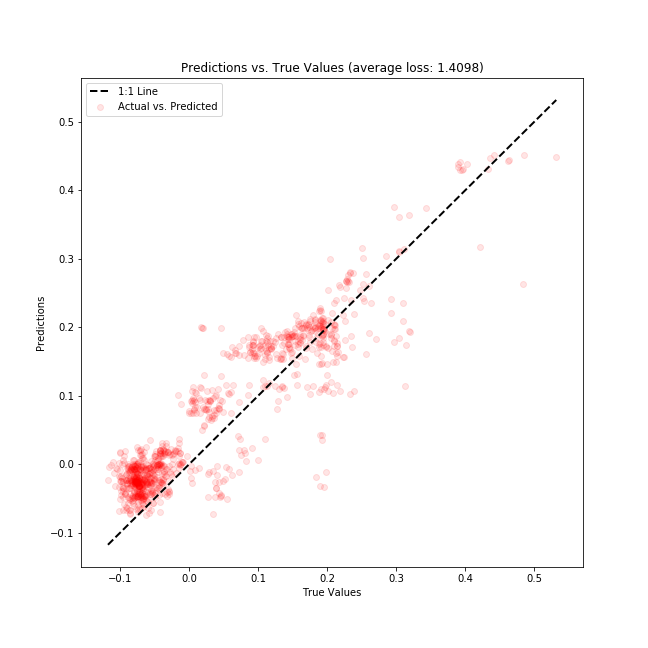 Predictions vs. True Values (average loss: 1.4098)
1:1 Line
Actual vs. Predicted
0.5
0.4
0.3
0.2
0.1
0.0
−0.1
Predictions
−0.1 0.0 0.1 0.2 0.3 0.4 0.5
True Values